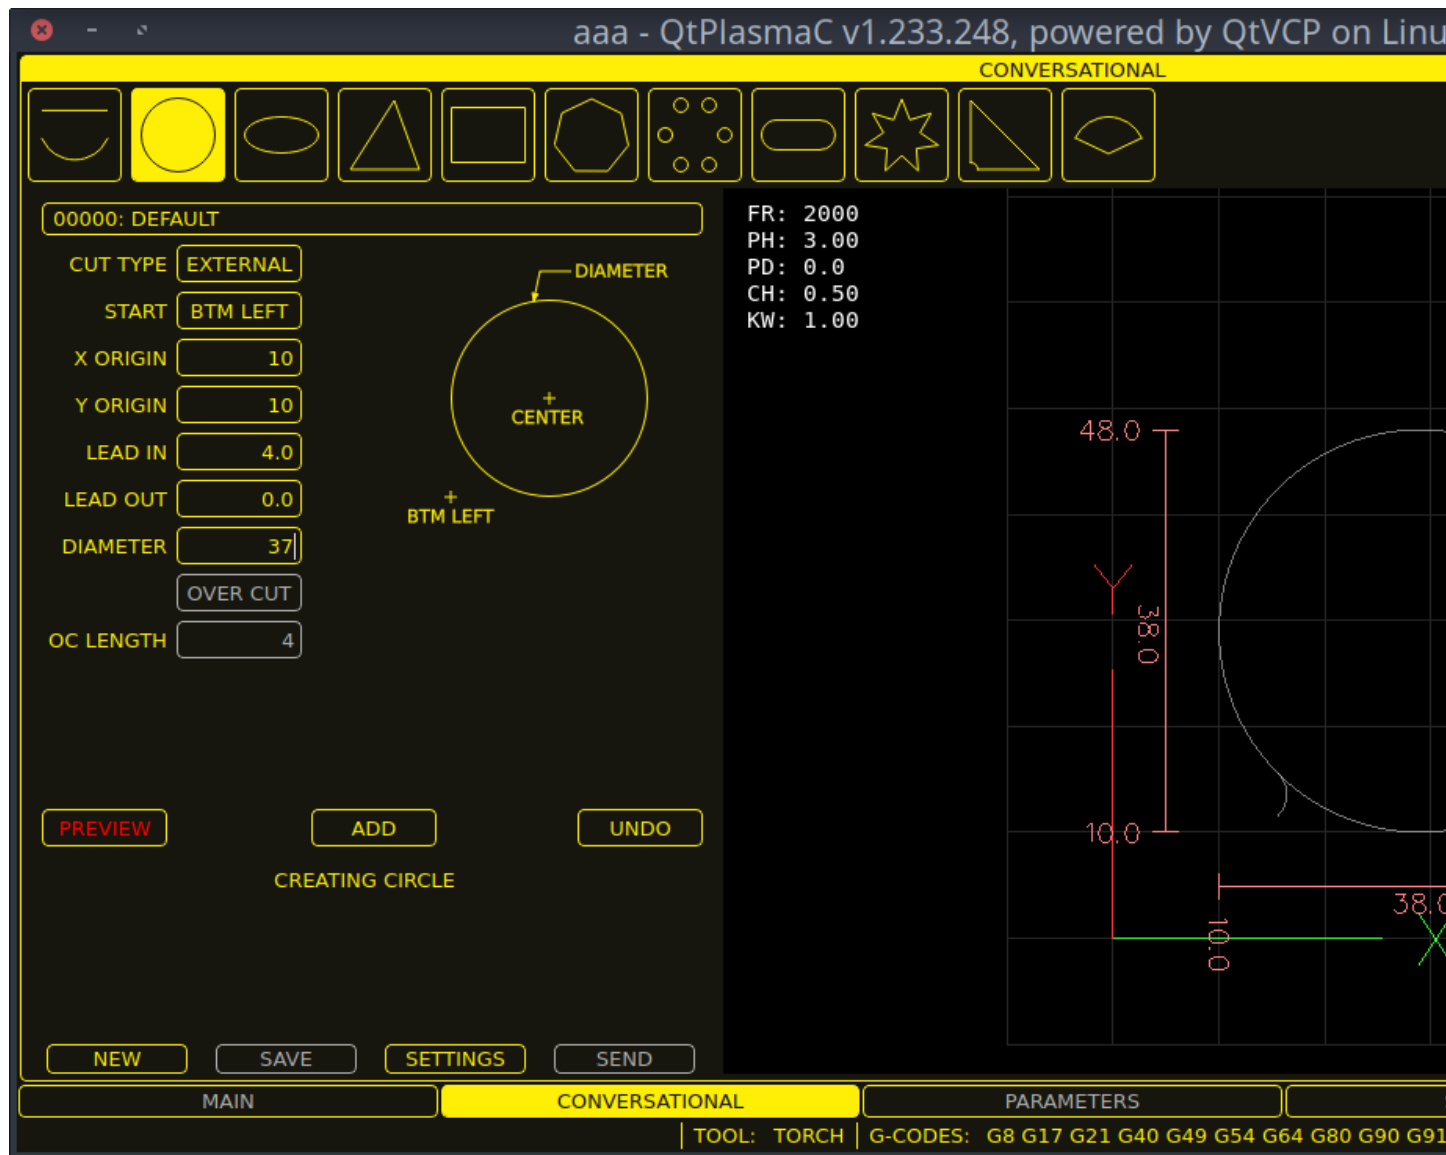 aaa - QtPlasmaC v1.233.248, powered by QtVCP on Linu
CONVERSATIONAL
00000: DEFAULT
CUT TYPE EXTERNAL
START BTM LEFT
X ORIGIN 10
Y ORIGIN 10
LEAD IN 4.0
LEAD OUT 0.0
DIAMETER 37
OVER CUT
OC LENGTH 4
DIAMETER
CENTER
BTM LEFT
PREVIEW ADD UNDO
CREATING CIRCLE
NEW SAVE SETTINGS SEND
FR: 2000
PH: 3.00
PD: 0.0
CH: 0.50
KW: 1.00
48.0
Y
38.0
10.0
38.0
10.0
X
MAIN CONVERSATIONAL PARAMETERS
TOOL: TORCH G-CODES: G8 G17 G21 G40 G49 G54 G64 G80 G90 G91